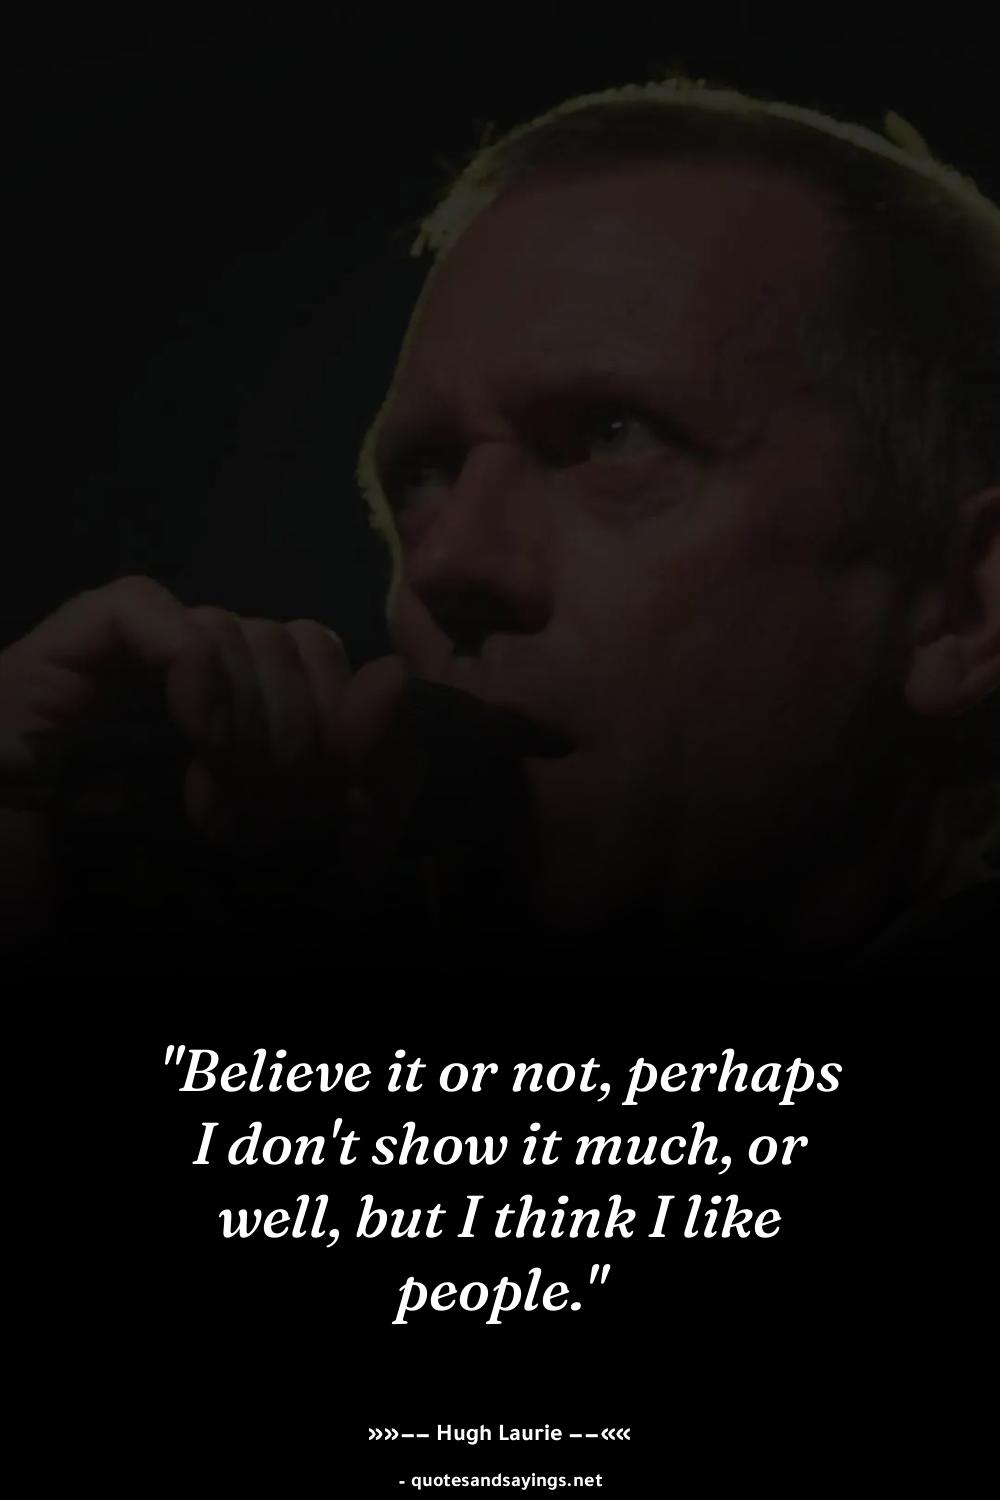 "Believe it or not, perhaps
I don't show it much, or
well, but I think I like
people."
»»–– Hugh Laurie ––««
- quotesandsayings.net